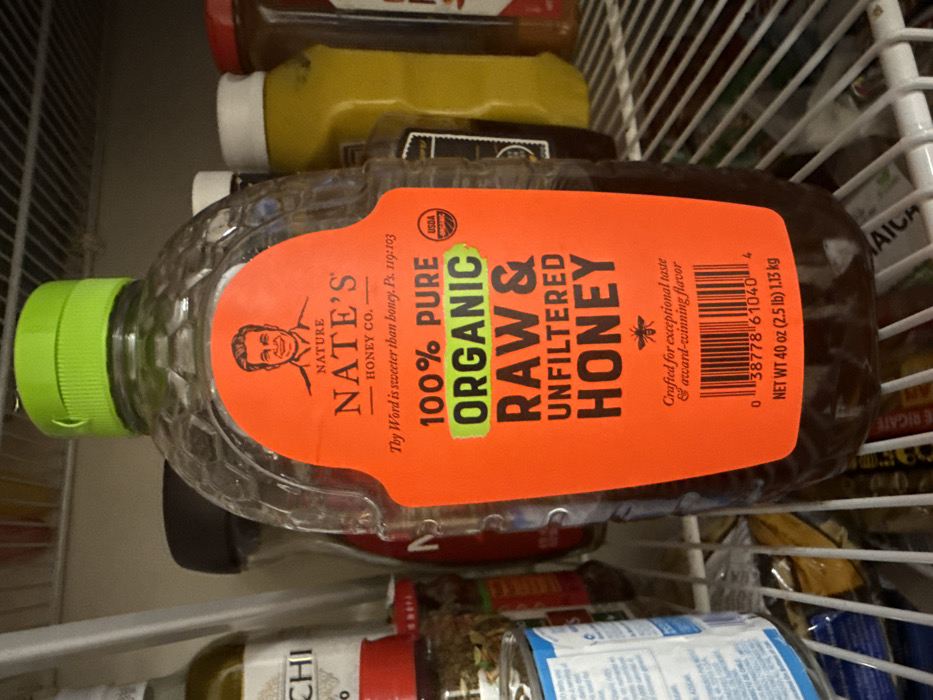 NATURE
NATE'S®
HONEY CO.
Thy Word is sweeter than honey. Ps. 119:103
USDA
ORGANIC
100% PURE
ORGANIC
RAW &
UNFILTERED
HONEY
Crafted for exceptional taste
& award-winning flavor
0 38778 61040 4
NET WT 40 oz (2.5 lb) 1.13 kg